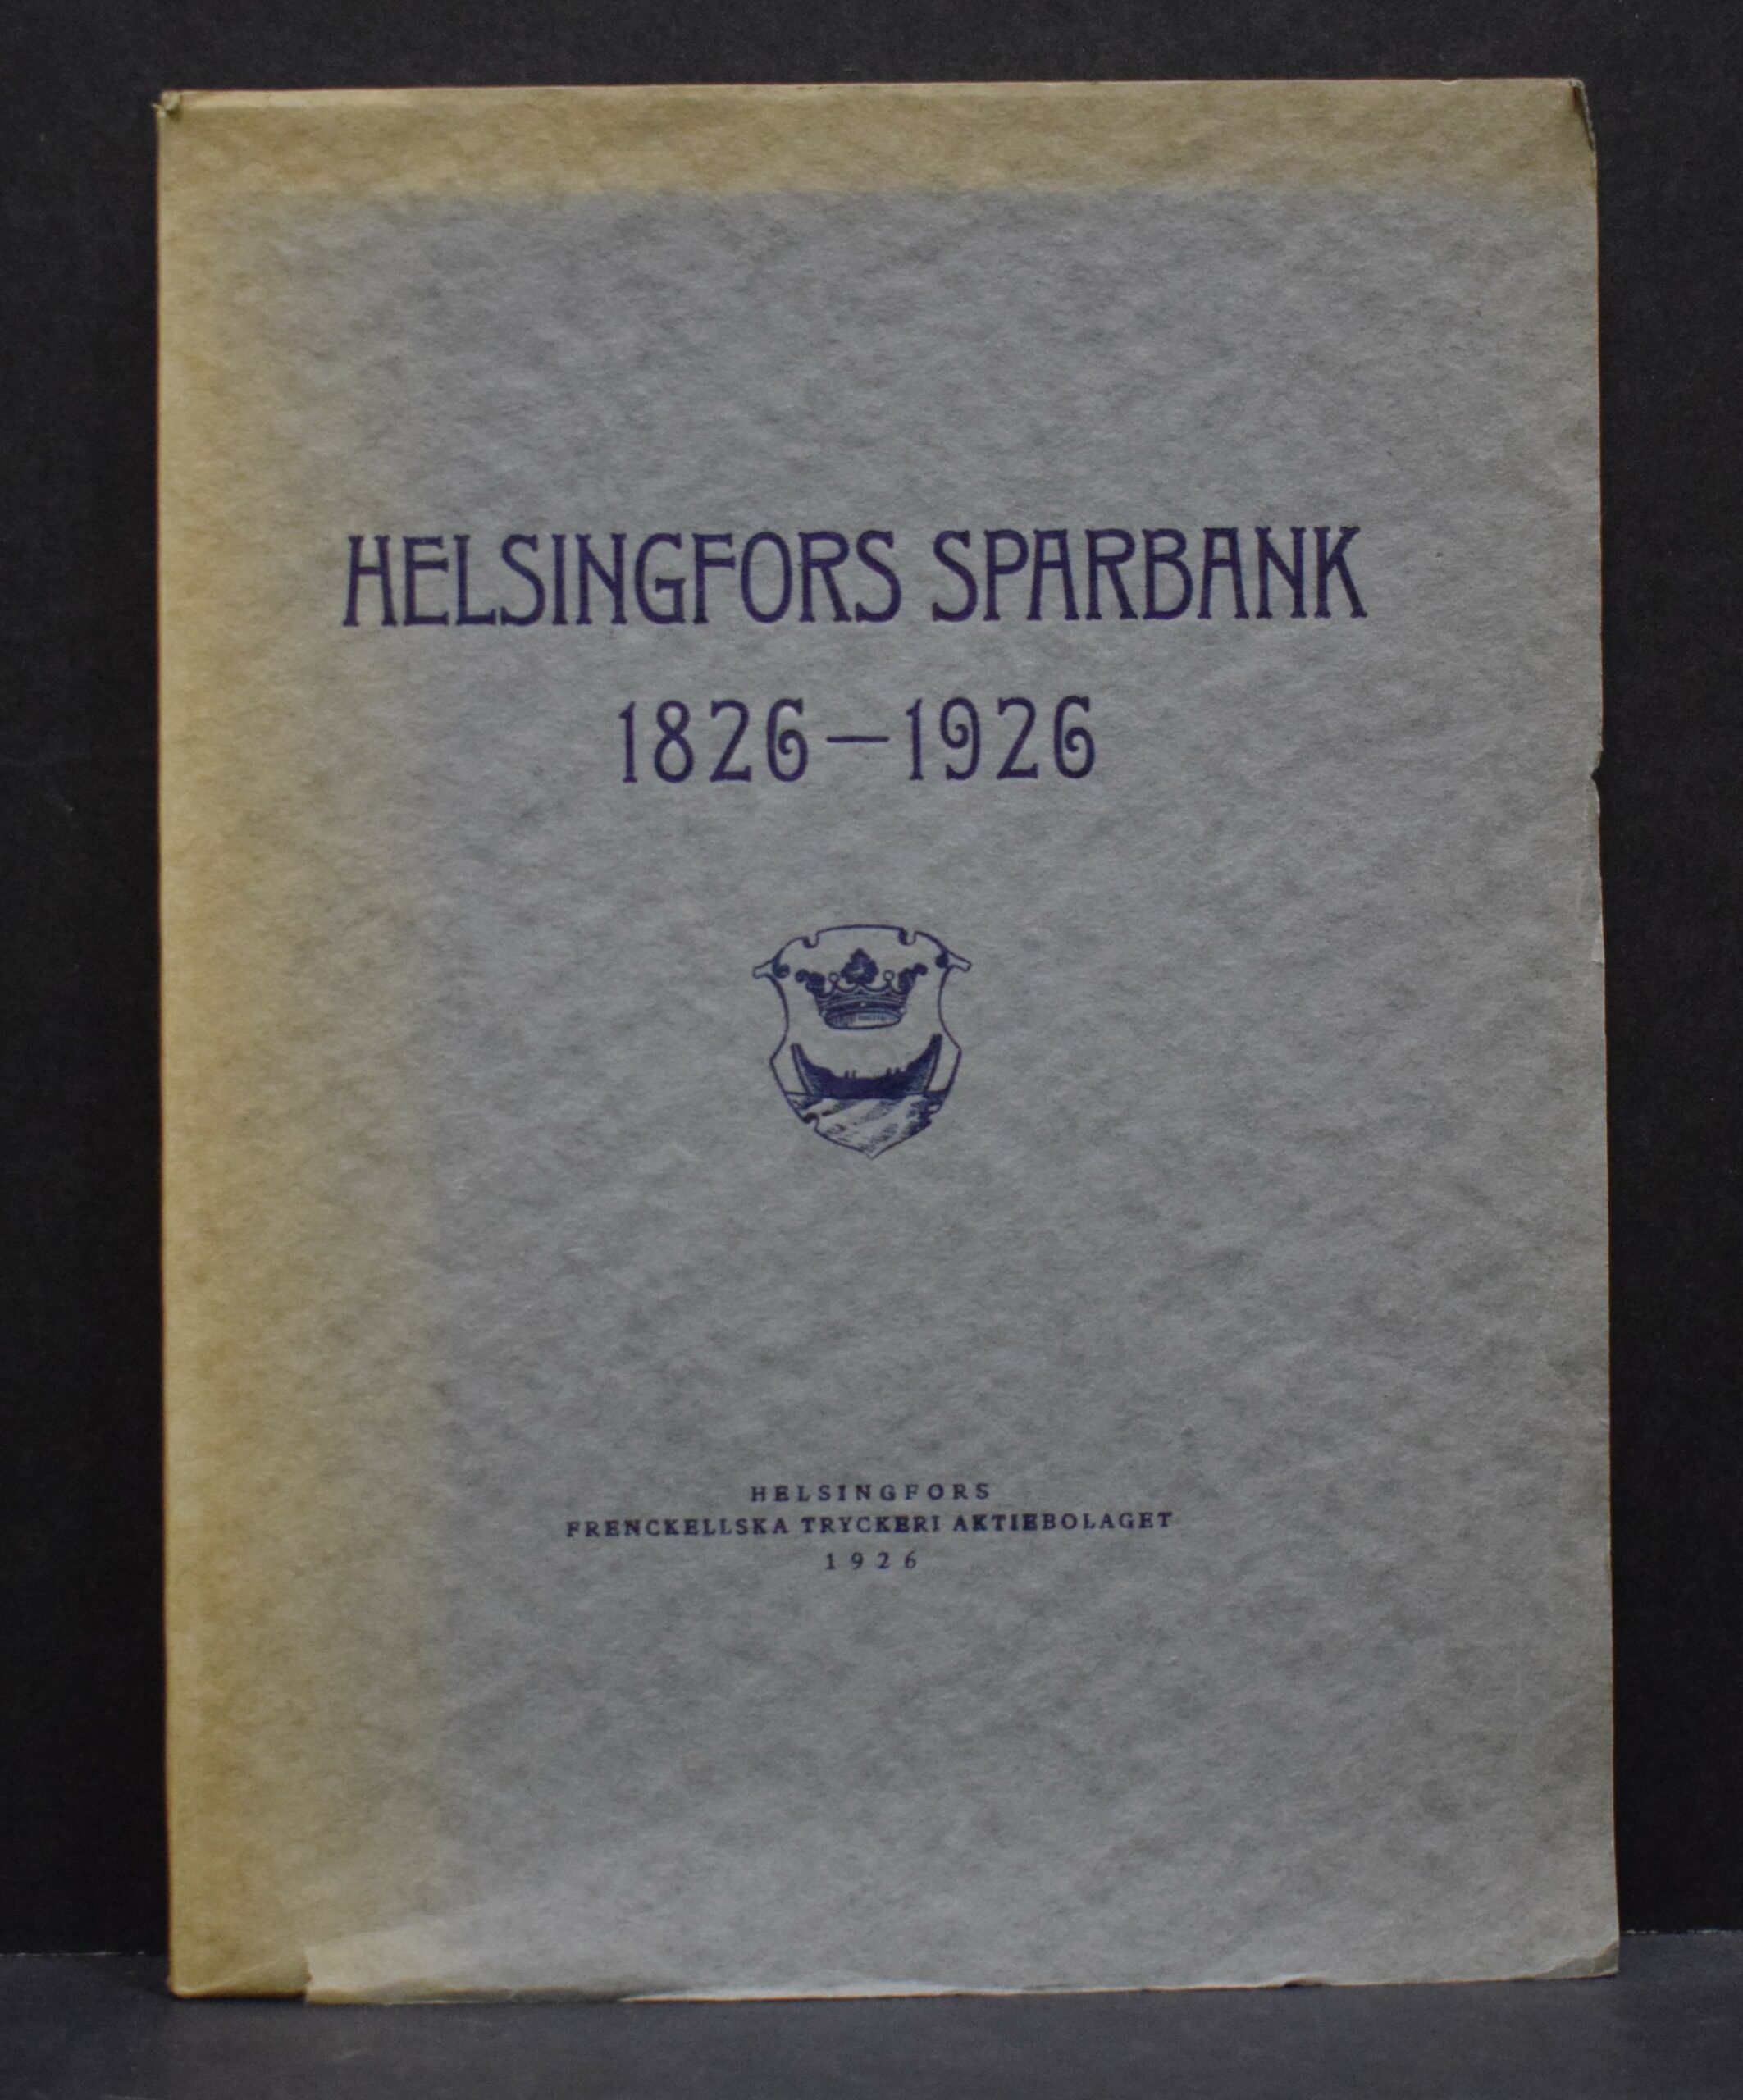 HELSINGFORS SPARBANK
1826—1926
HELSINGFORS
FRENCKELLSKA TRYCKERI AKTIEBOLAGET
1926